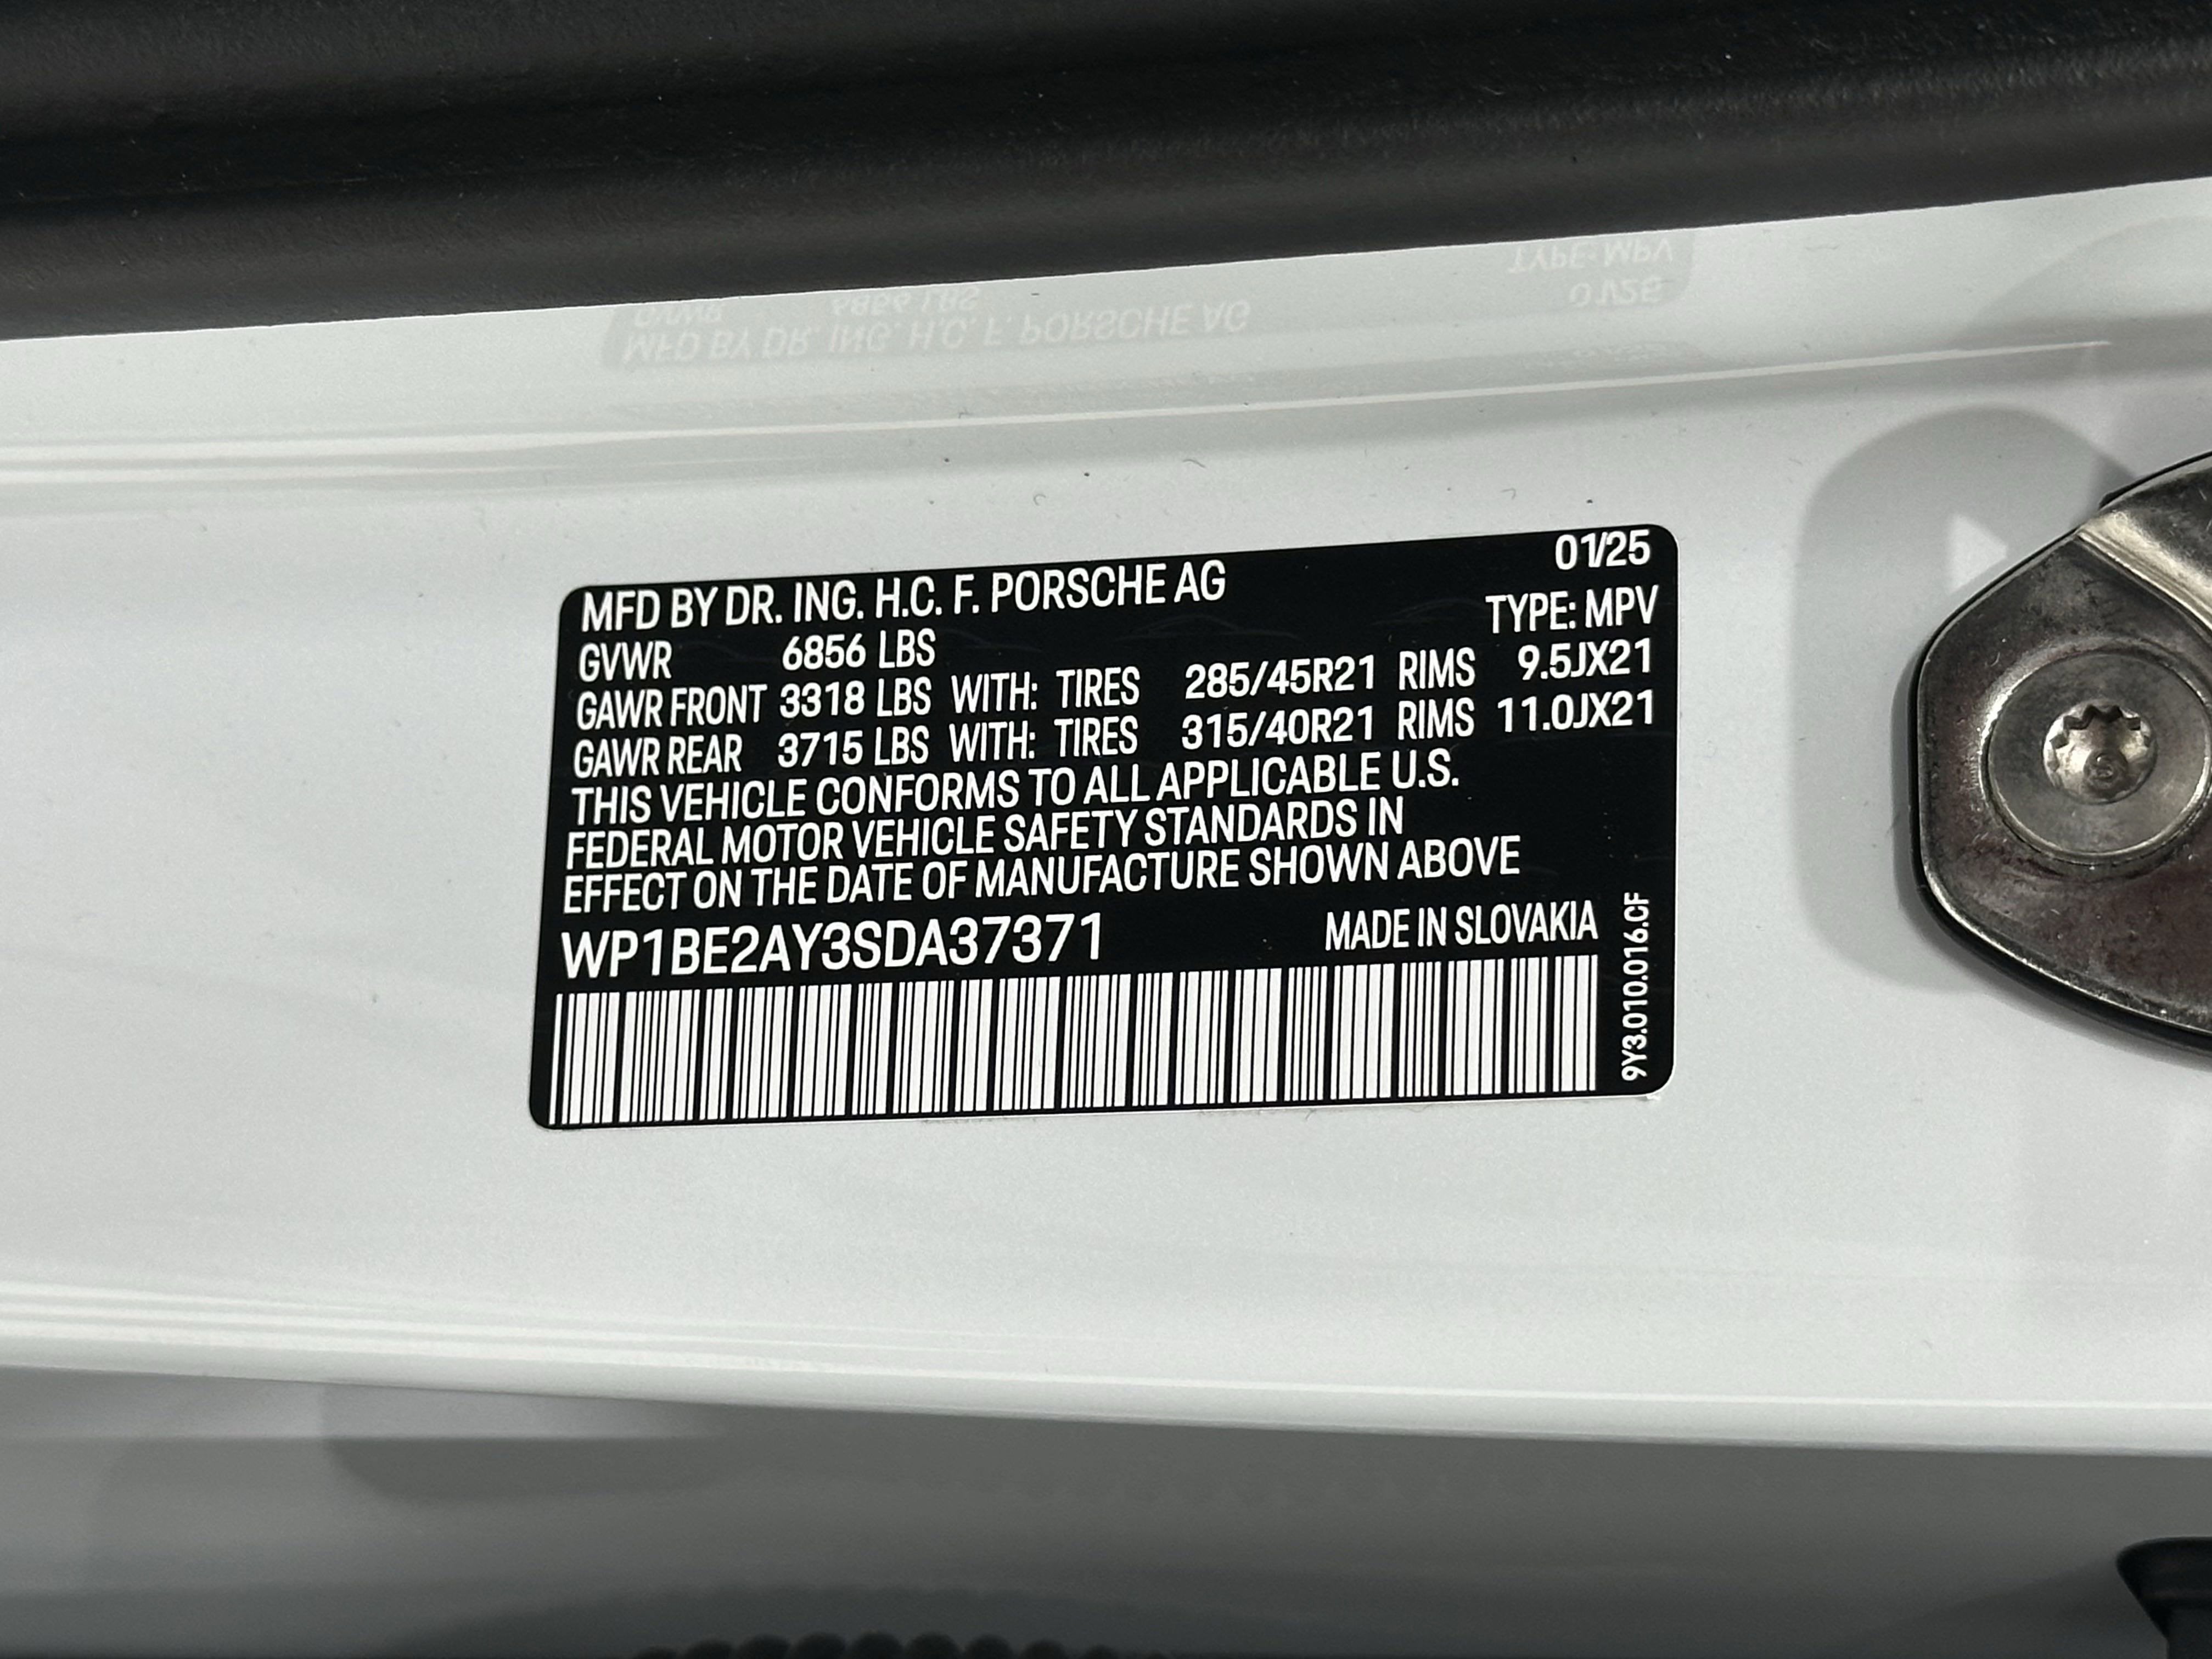 MFD BY DR. ING. H.C. F. PORSCHE AG 01/25
GVWR 6856 LBS TYPE: MPV
GAWR FRONT 3318 LBS WITH: TIRES 285/45R21 RIMS 9.5JX21
GAWR REAR 3715 LBS WITH: TIRES 315/40R21 RIMS 11.0JX21
THIS VEHICLE CONFORMS TO ALL APPLICABLE U.S.
FEDERAL MOTOR VEHICLE SAFETY STANDARDS IN
EFFECT ON THE DATE OF MANUFACTURE SHOWN ABOVE
WP1BE2AY3SDA37371 MADE IN SLOVAKIA
9Y3.010.016.CF